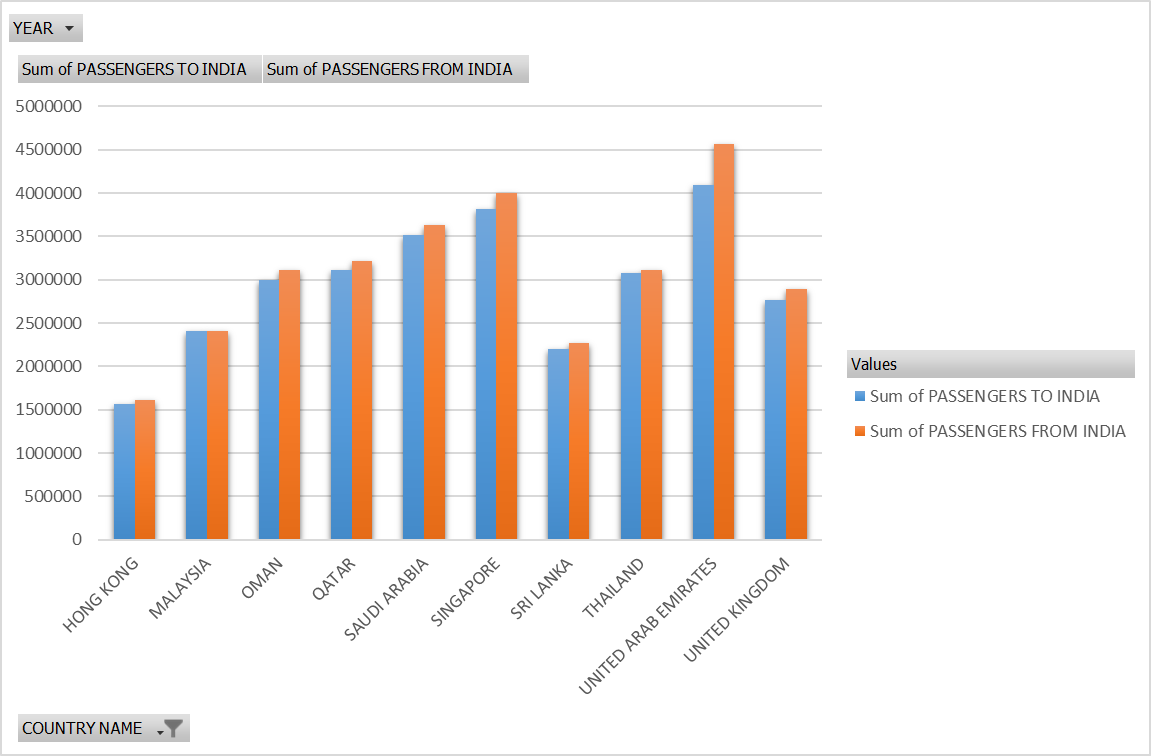 YEAR
Sum of PASSENGERS TO INDIA Sum of PASSENGERS FROM INDIA
5000000
4500000
4000000
3500000
3000000
2500000
2000000
1500000
1000000
500000
0
HONG KONG
MALAYSIA
OMAN
QATAR
SAUDI ARABIA
SINGAPORE
SRI LANKA
THAILAND
UNITED ARAB EMIRATES
UNITED KINGDOM
Values
Sum of PASSENGERS TO INDIA
Sum of PASSENGERS FROM INDIA
COUNTRY NAME